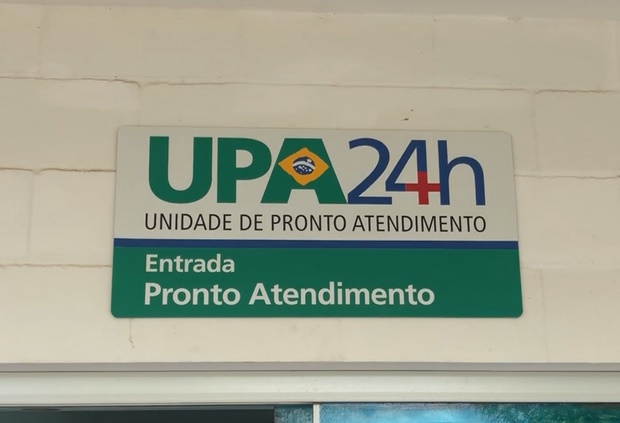 UPA24h
UNIDADE DE PRONTO ATENDIMENTO
Entrada
Pronto Atendimento